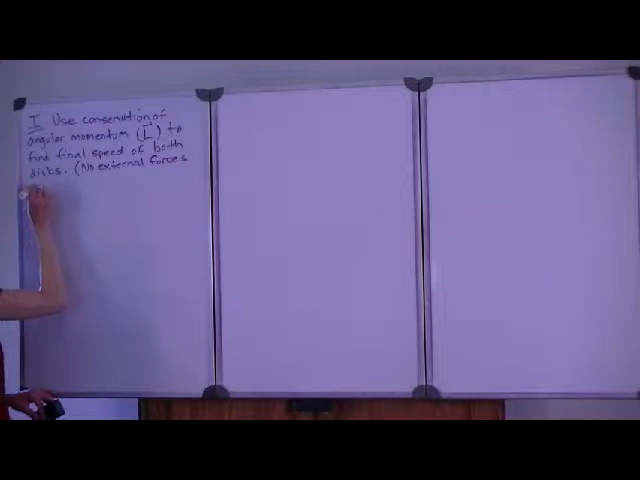 I Use conservation of
angular momentum (L) to
find final speed of both
disks. (No external forces